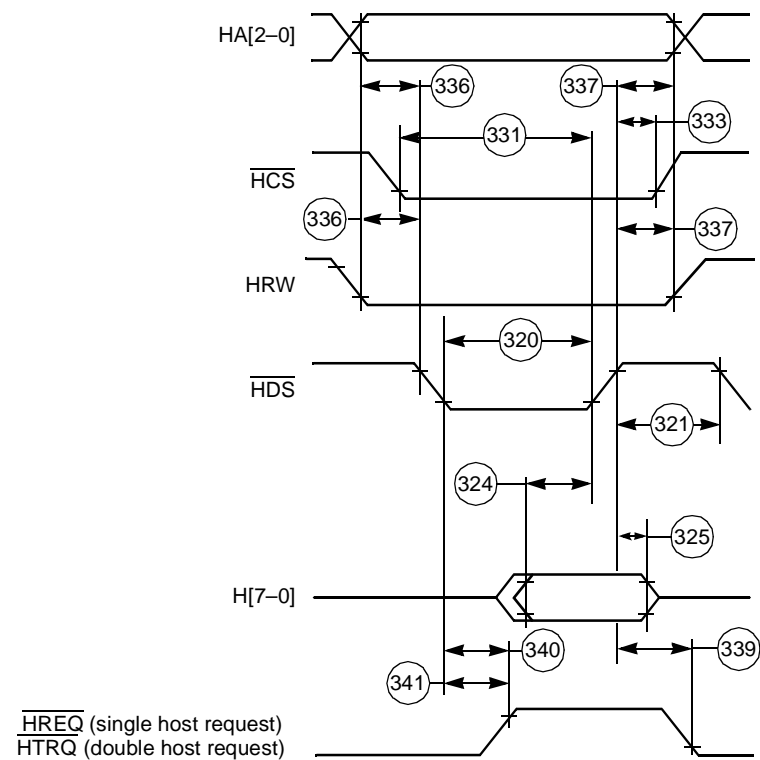 HA[2–0]
336
337
333
331
HCS
336
337
HRW
320
HDS
321
324
325
H[7–0]
340
339
341
HREQ (single host request)
HTRQ (double host request)